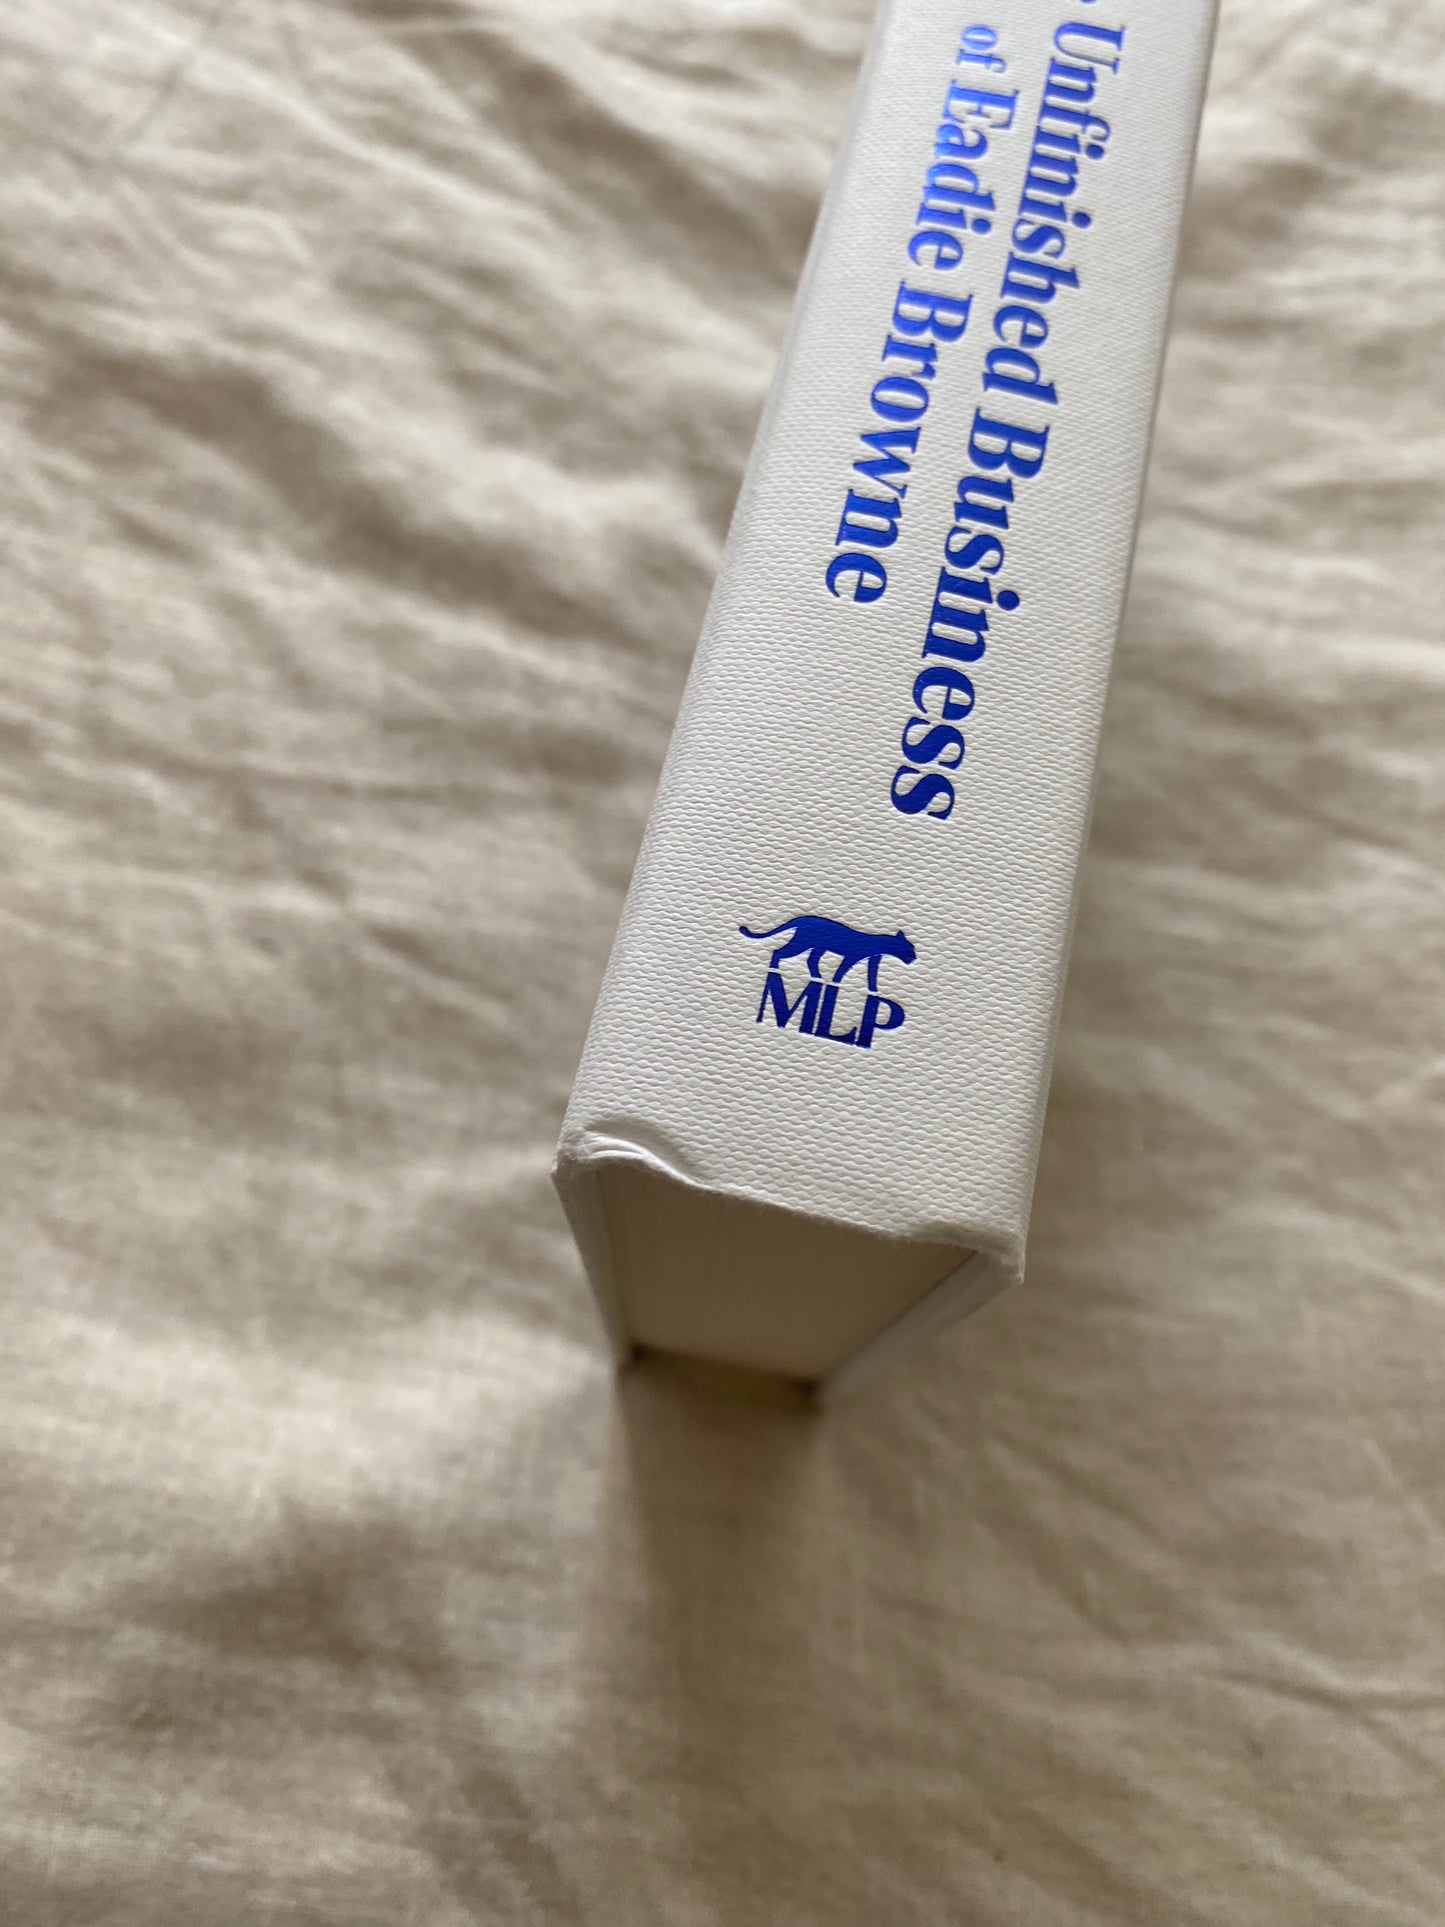 Unfinished Business
of Eadie Browne
MLP